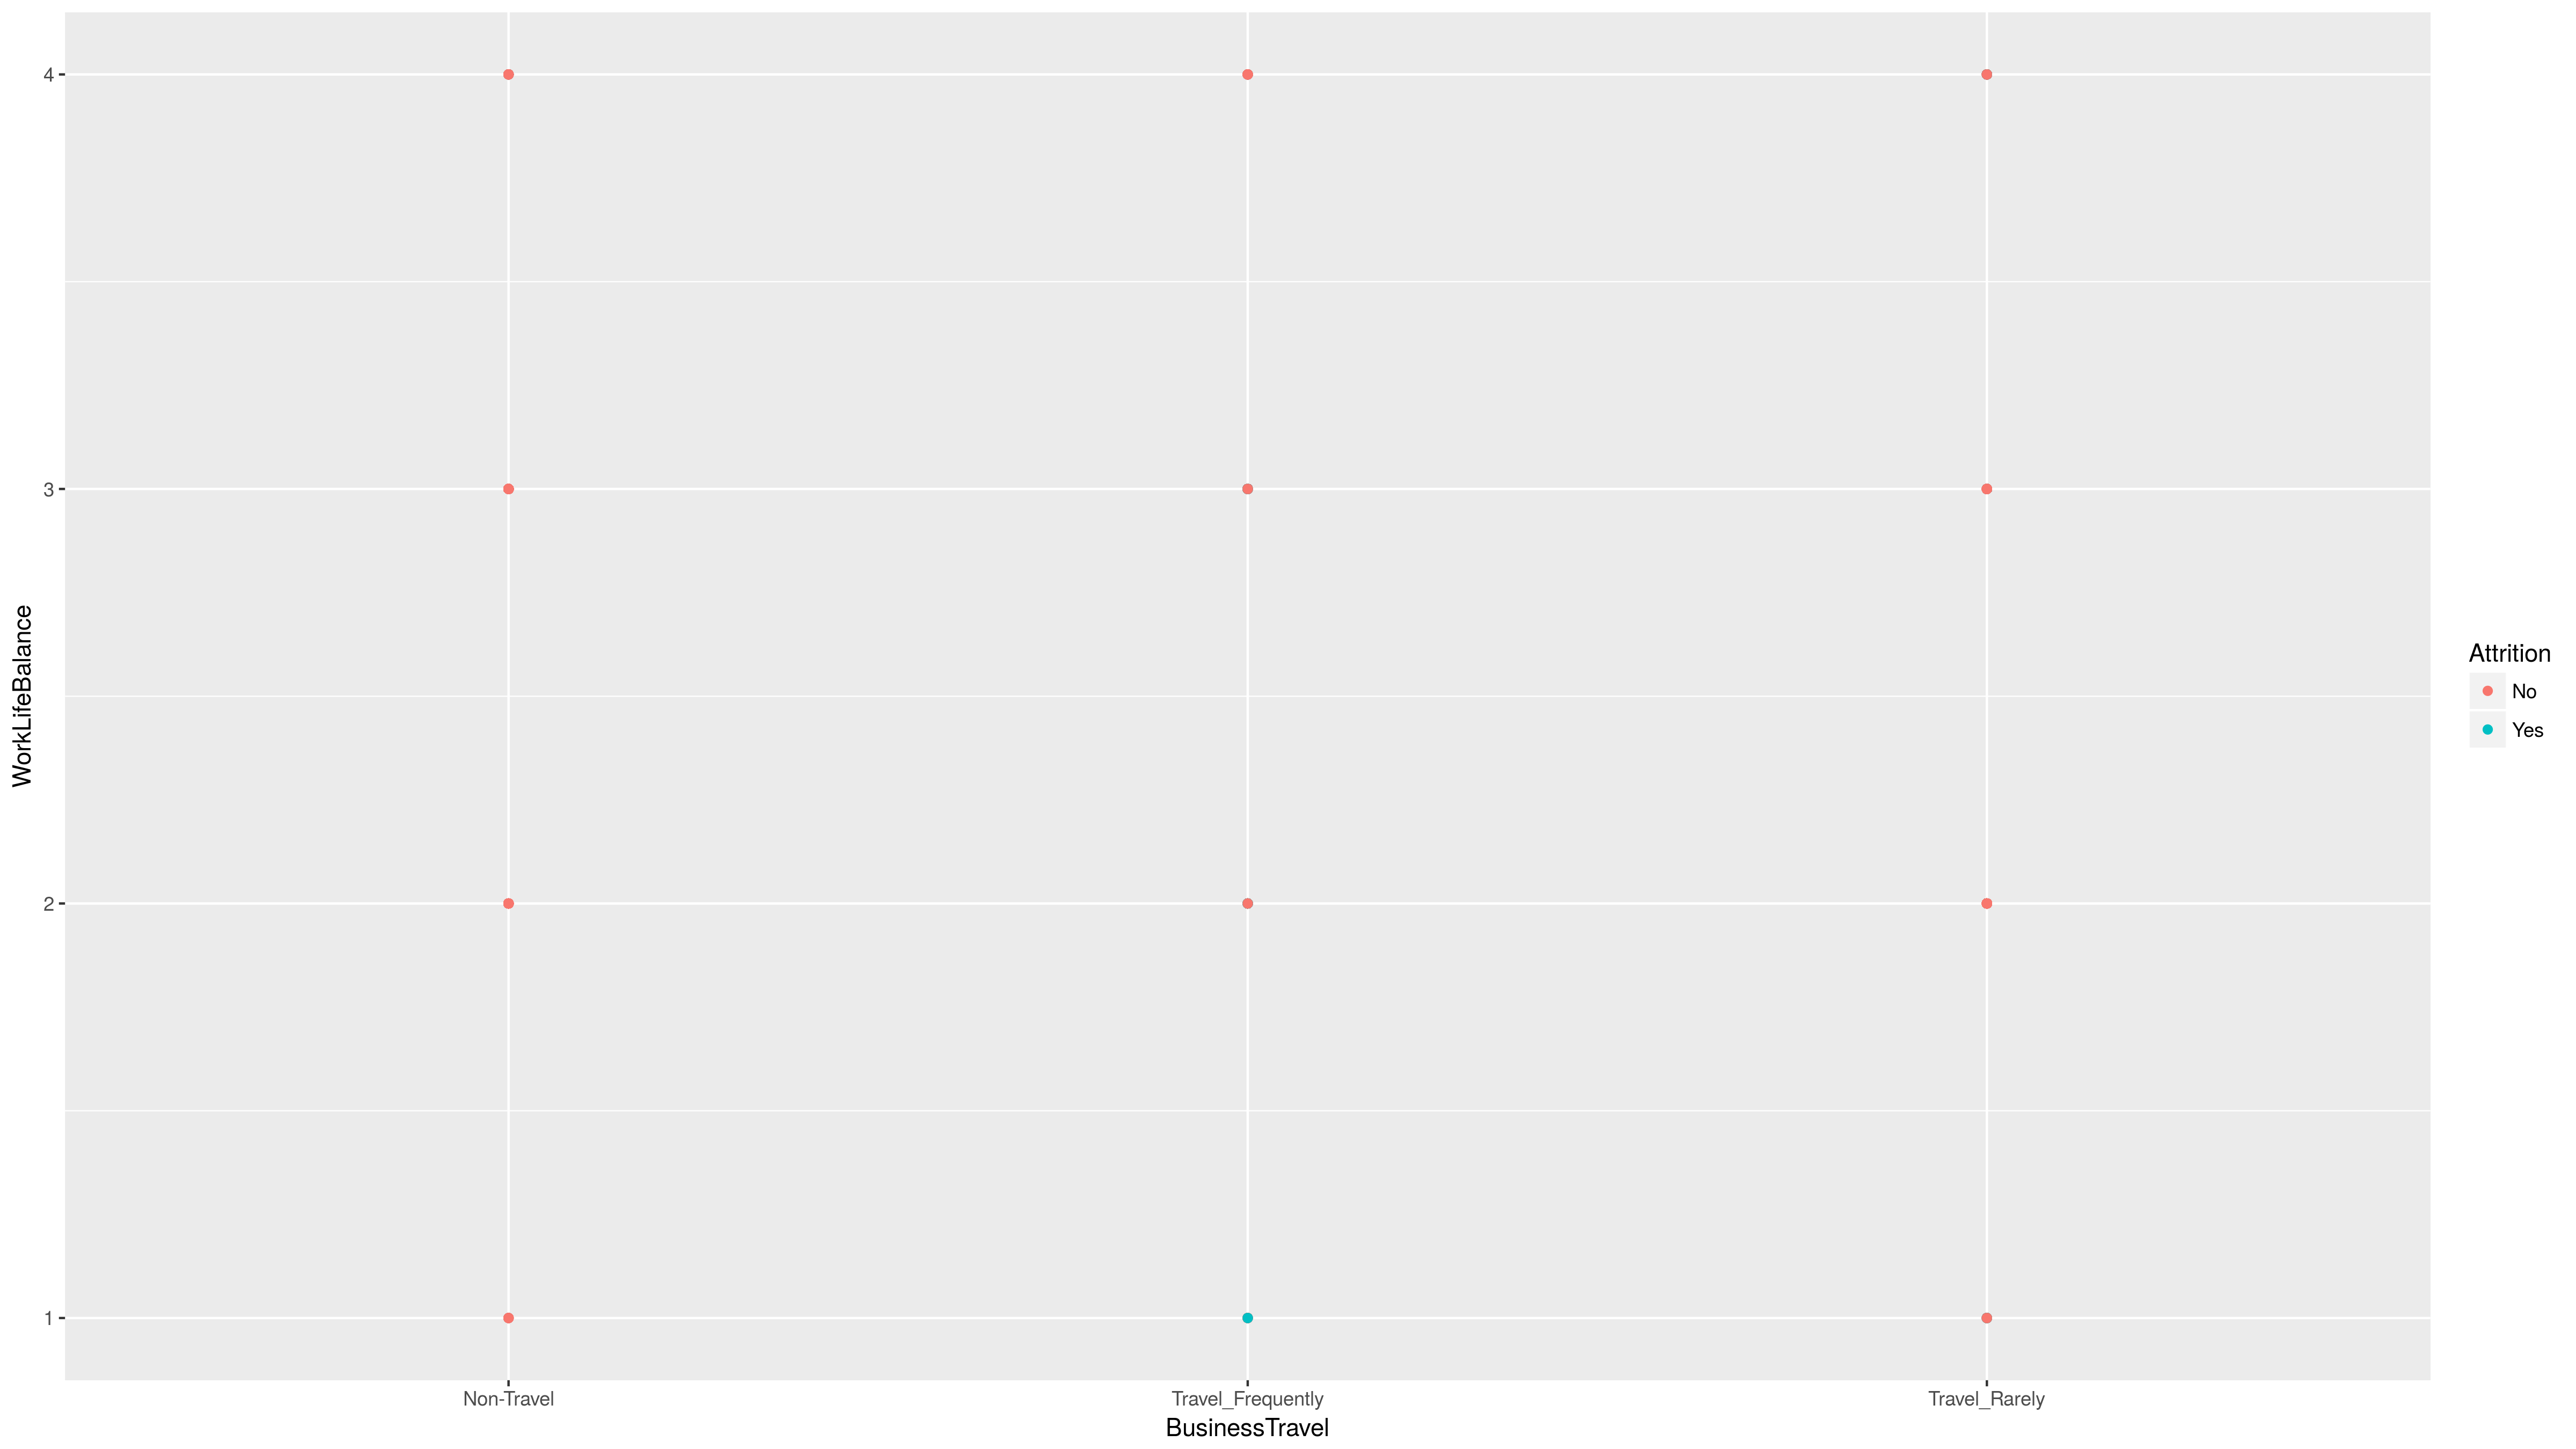 4
3
2
1
WorkLifeBalance
Non-Travel
Travel_Frequently
Travel_Rarely
BusinessTravel
Attrition
No
Yes